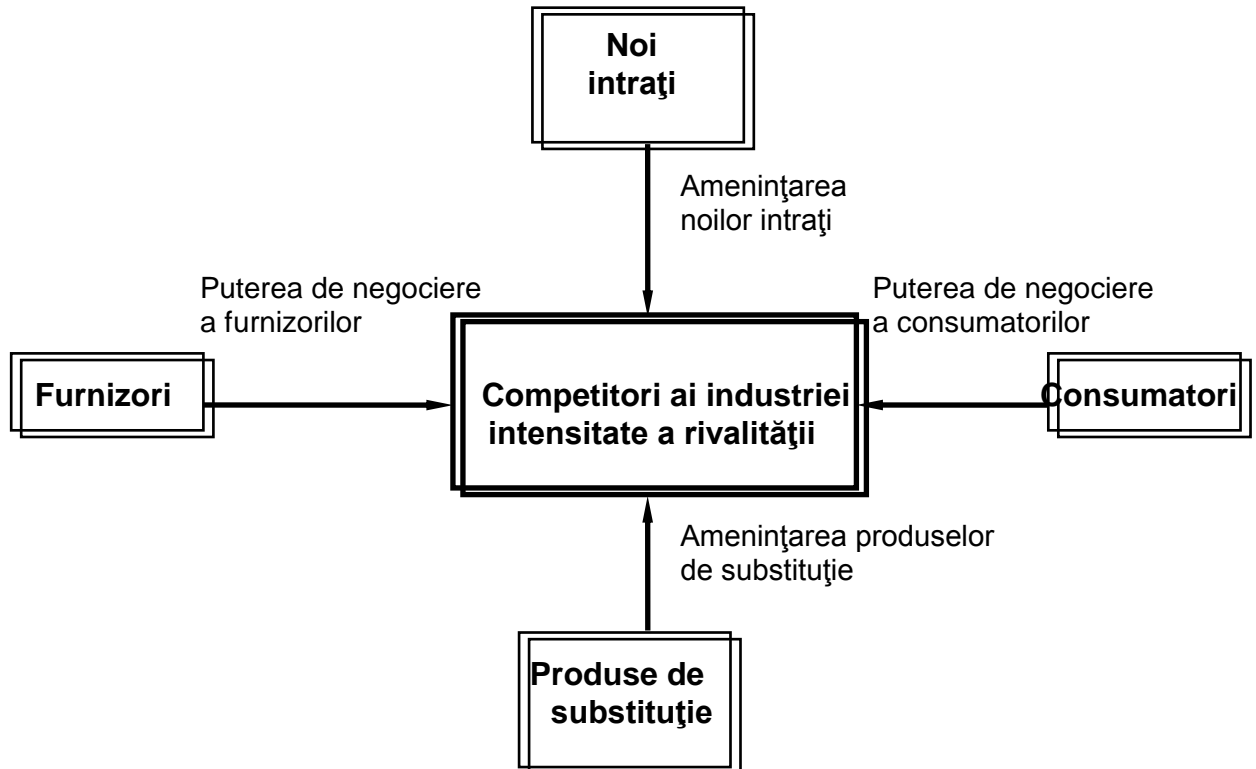 Noi
intraţi
Ameninţarea
noilor intraţi
Puterea de negociere
a furnizorilor
Puterea de negociere
a consumatorilor
Furnizori
Competitori ai industriei
intensitate a rivalităţii
Consumatori
Ameninţarea produselor
de substituţie
Produse de
substituţie